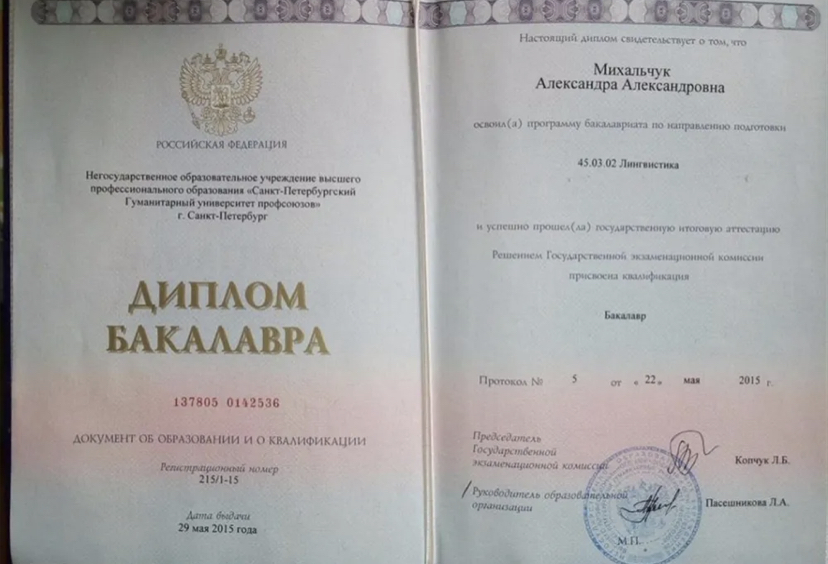 РОССИЙСКАЯ ФЕДЕРАЦИЯ
Негосударственное образовательное учреждение высшего
профессионального образования «Санкт-Петербургский
Гуманитарный университет профсоюзов»
г. Санкт-Петербург
ДИПЛОМ
БАКАЛАВРА
137805 0142536
ДОКУМЕНТ ОБ ОБРАЗОВАНИИ И О КВАЛИФИКАЦИИ
Регистрационный номер
215/1-15
Дата выдачи
29 мая 2015 года
Настоящий диплом свидетельствует о том, что
Михальчук
Александра Александровна
освоил(а) программу бакалавриата по направлению подготовки
45.03.02 Лингвистика
и успешно прошел(ла) государственную итоговую аттестацию
Решением Государственной экзаменационной комиссии
присвоена квалификация
Бакалавр
Протокол № 5 от « 22» мая 2015 г.
Председатель
Государственной
экзаменационной комиссии
Копчук Л.Б.
/ Руководитель образовательной
организации
Пасешникова Л.А.
М.П.